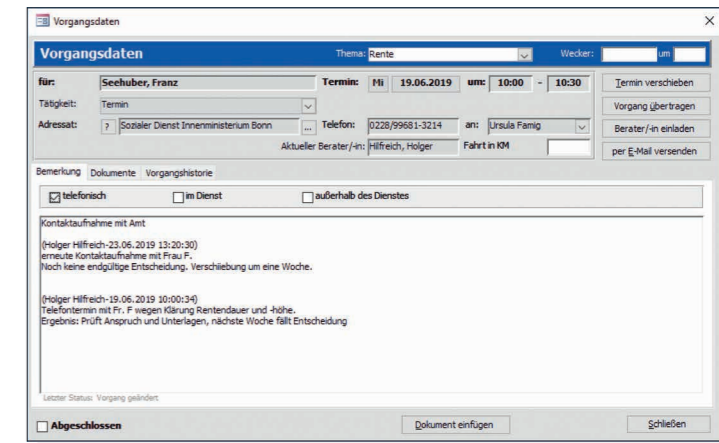 Vorgangsdaten
Vorgangsdaten Thema: Rente Wecker: um
für: Seehuber, Franz Termin: Mi 19.06.2019 um: 10:00 - 10:30 Termin verschieben
Tätigkeit: Termin Vorgang übertragen
Adressat: ? Sozialer Dienst Innenministerium Bonn ... Telefon: 0228/99681-3214 an: Ursula Famig Berater/-in einladen
Aktueller Berater/-in: Hilfreich, Holger Fahrt in KM per E-Mail versenden
Bemerkung Dokumente Vorgangshistorie
telefonisch im Dienst außerhalb des Dienstes
Kontaktaufnahme mit Amt
(Holger Hilfreich-23.06.2019 13:20:30)
erneute Kontaktaufnahme mit Frau F.
Noch keine endgültige Entscheidung. Verschiebung um eine Woche.
(Holger Hilfreich-19.06.2019 10:00:34)
Telefontermin mit Fr. F wegen Klärung Rentendauer und -höhe.
Ergebnis: Prüft Anspruch und Unterlagen, nächste Woche fällt Entscheidung
Letzter Status: Vorgang geändert
Abgeschlossen Dokument einfügen Schließen